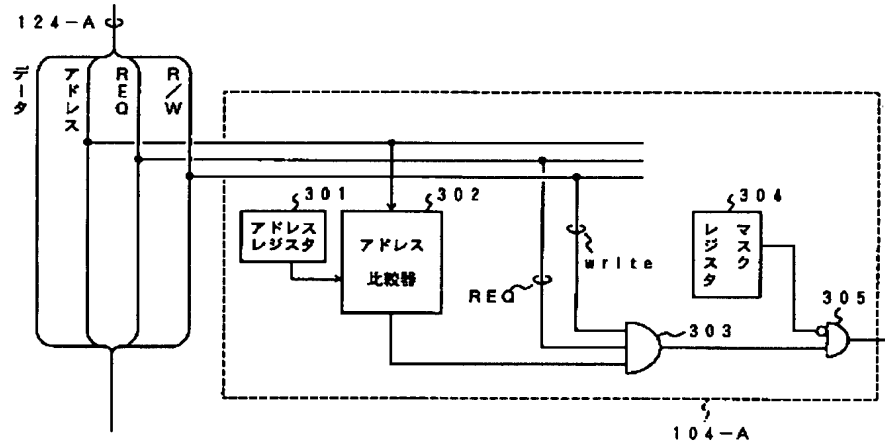 124-A
データ
アドレス
REQ
R/W
301
302
304
アドレス
レジスタ
アドレス
比較器
マスク
レジスタ
write
REQ
305
303
104-A